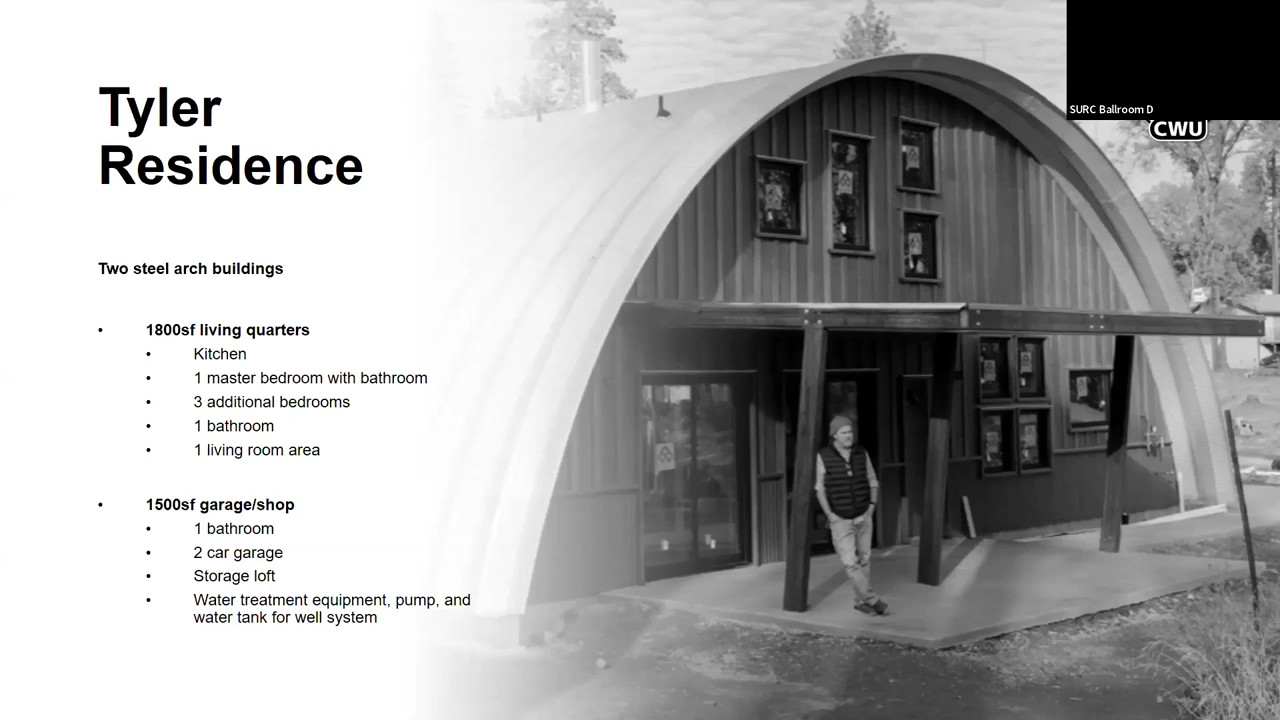 Tyler
Residence
SURC Ballroom D
CWU
Two steel arch buildings
• 1800sf living quarters
• Kitchen
• 1 master bedroom with bathroom
• 3 additional bedrooms
• 1 bathroom
• 1 living room area
• 1500sf garage/shop
• 1 bathroom
• 2 car garage
• Storage loft
• Water treatment equipment, pump, and
water tank for well system